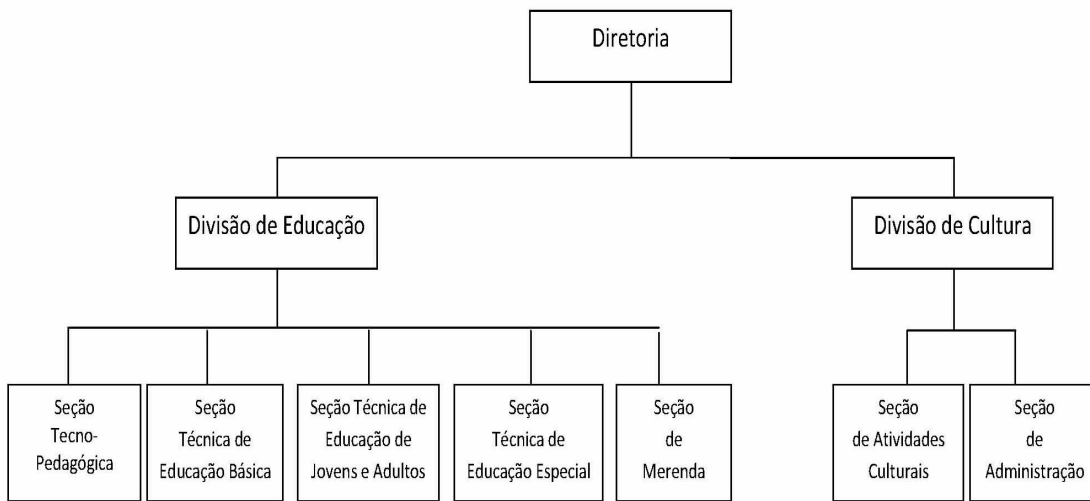 Diretoria
Divisão de Educação
Divisão de Cultura
Seção
Tecno-
Pedagógica
Seção
Técnica de
Educação Básica
Seção Técnica de
Educação de
Jovens e Adultos
Seção
Técnica de
Educação Especial
Seção
de
Merenda
Seção
de Atividades
Culturais
Seção
de
Administração